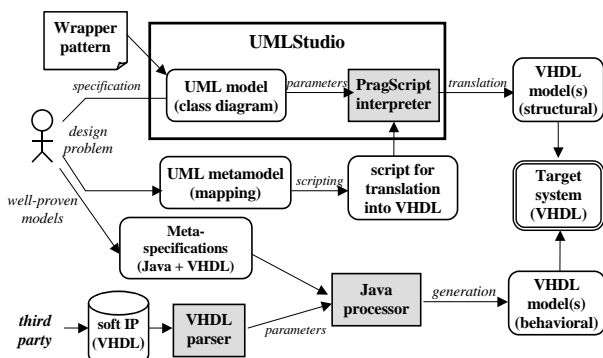 Wrapper
pattern
UMLStudio
specification
UML model
(class diagram)
parameters
PragScript
interpreter
translation
VHDL
model(s)
(structural)
design
problem
UML metamodel
(mapping)
scripting
script for
translation
into VHDL
Target
system
(VHDL)
well-proven
models
Meta-
specifications
(Java + VHDL)
Java
processor
generation
VHDL
model(s)
(behavioral)
third
party
soft IP
(VHDL)
VHDL
parser
parameters